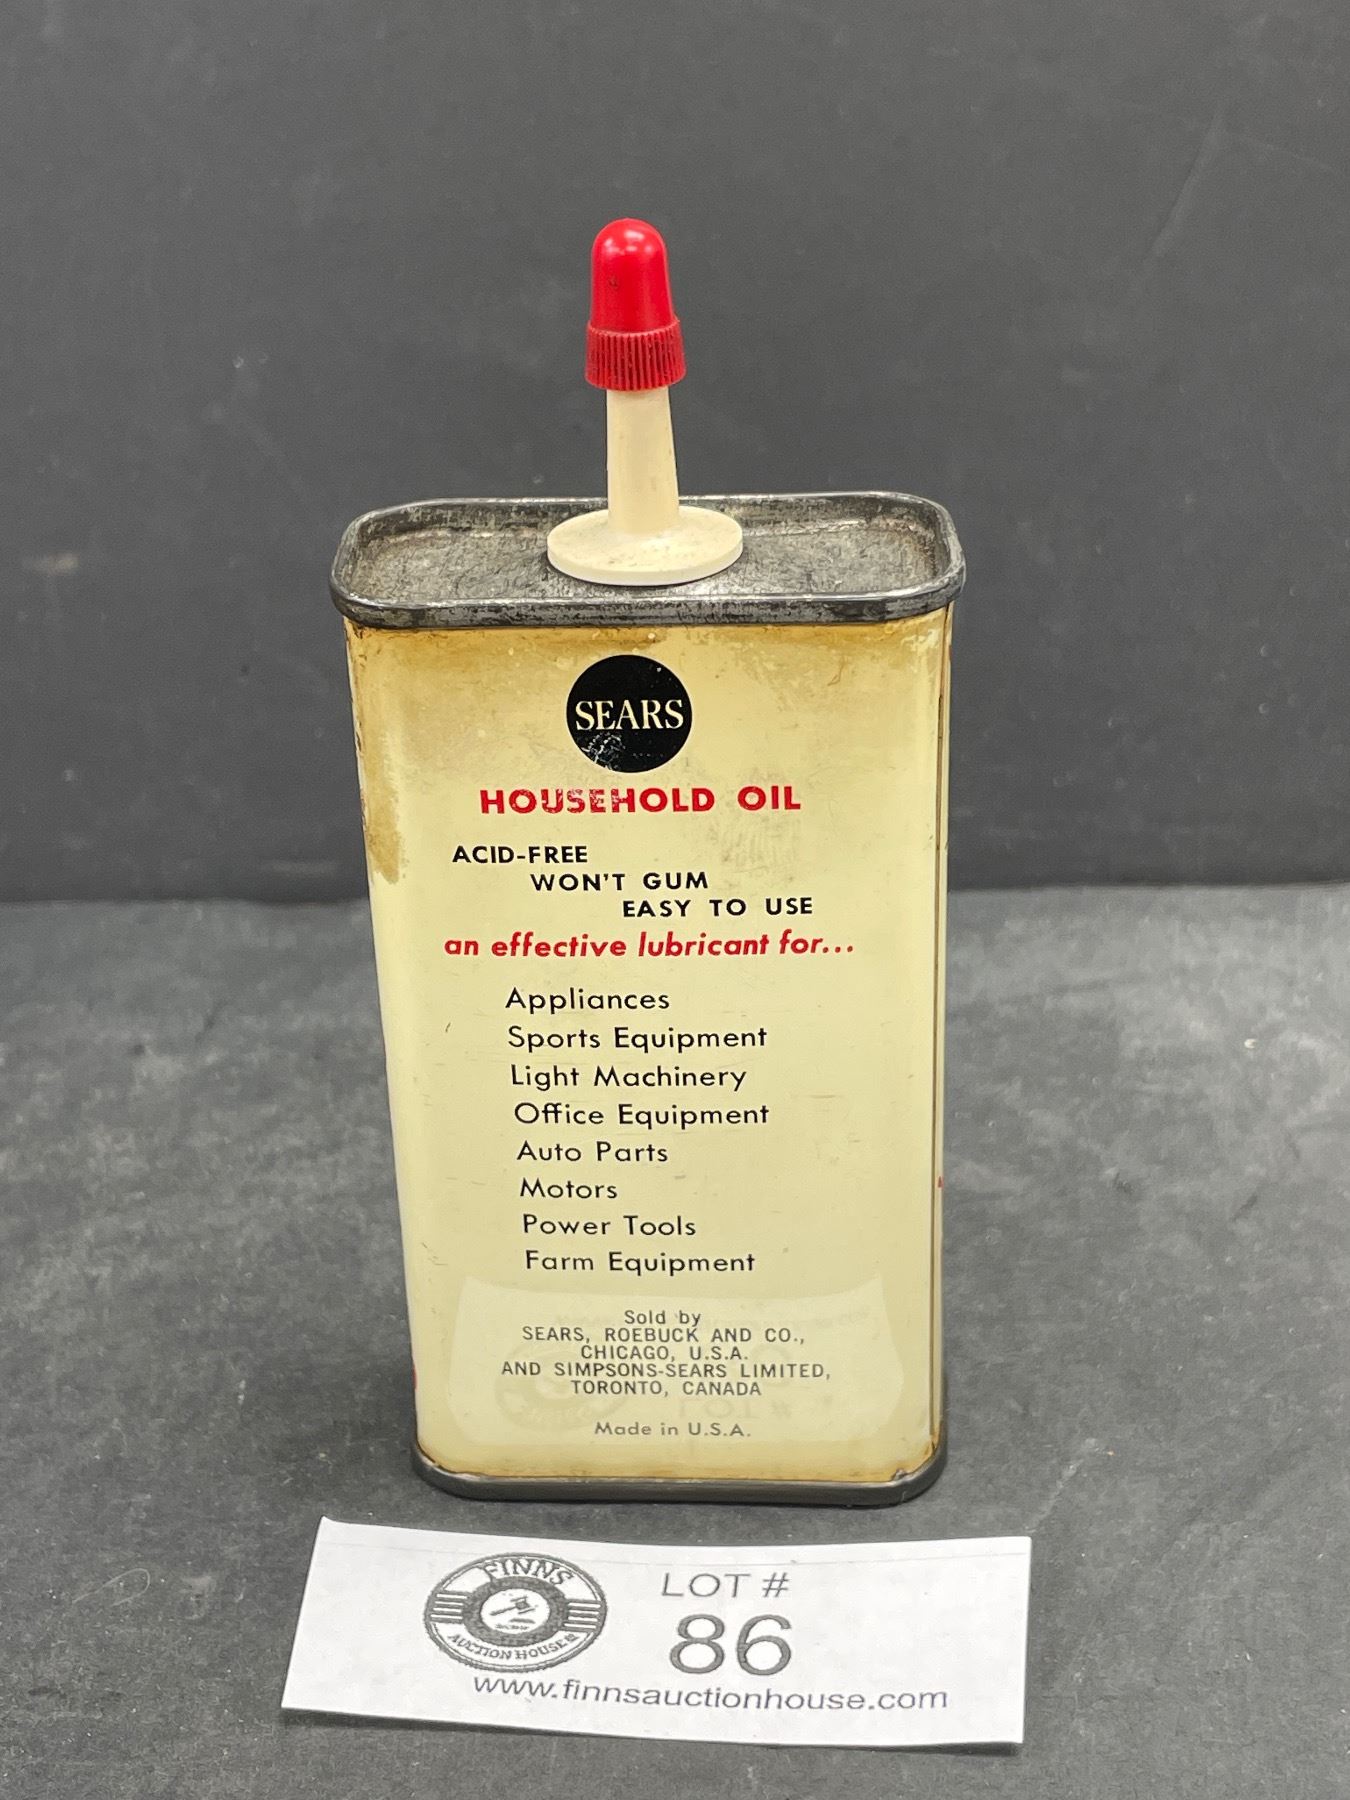 SEARS
HOUSEHOLD OIL
ACID-FREE
WON'T GUM
EASY TO USE
an effective lubricant for...
Appliances
Sports Equipment
Light Machinery
Office Equipment
Auto Parts
Motors
Power Tools
Farm Equipment
Sold by
SEARS, ROEBUCK AND CO.,
CHICAGO, U.S.A.
AND SIMPSONS-SEARS LIMITED,
TORONTO, CANADA
Made in U.S.A.
FINNS
AUCTION HOUSE
LOT #
86
www.finnsauctionhouse.com